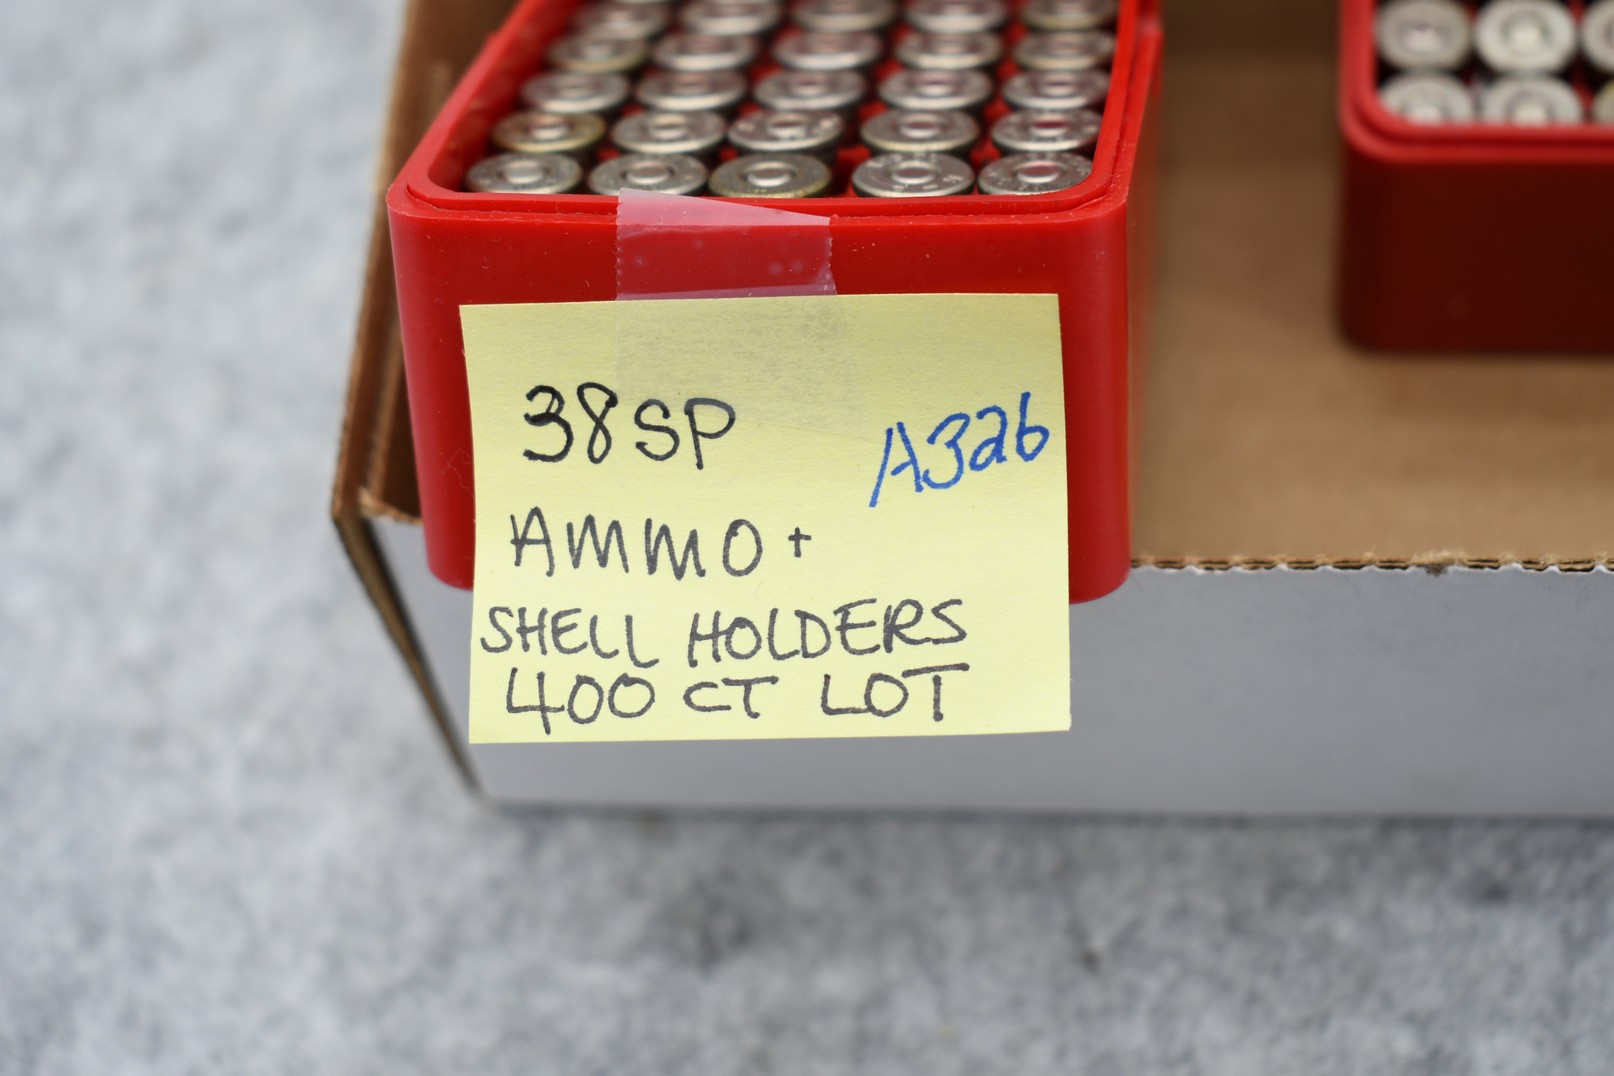 38SP
A326
AMMO+
SHELL HOLDERS
400 CT LOT